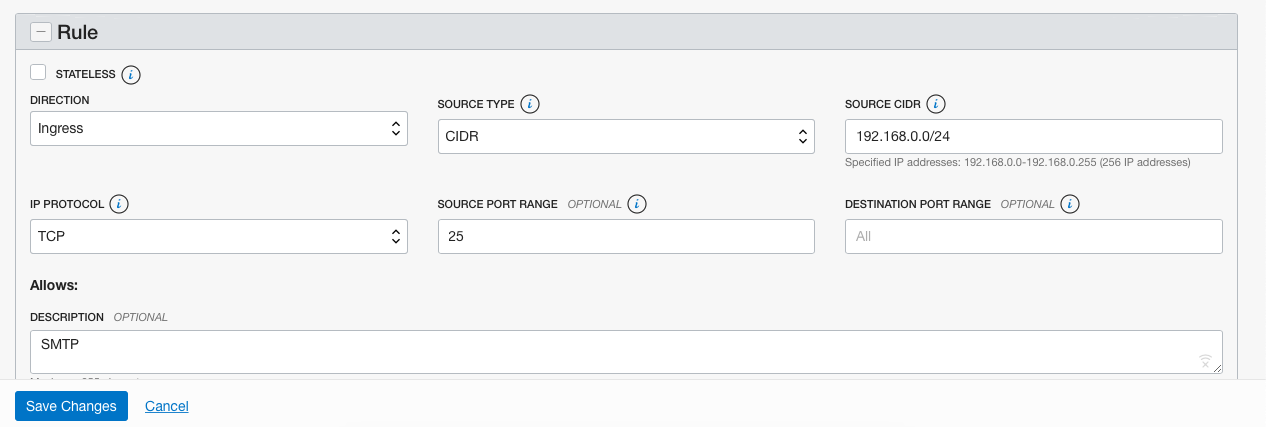 Rule
STATELESS i
DIRECTION
SOURCE TYPE i
SOURCE CIDR i
Ingress
CIDR
192.168.0.0/24
Specified IP addresses: 192.168.0.0-192.168.0.255 (256 IP addresses)
IP PROTOCOL i
SOURCE PORT RANGE OPTIONAL i
DESTINATION PORT RANGE OPTIONAL i
TCP
25
All
Allows:
DESCRIPTION OPTIONAL
SMTP
Save Changes Cancel